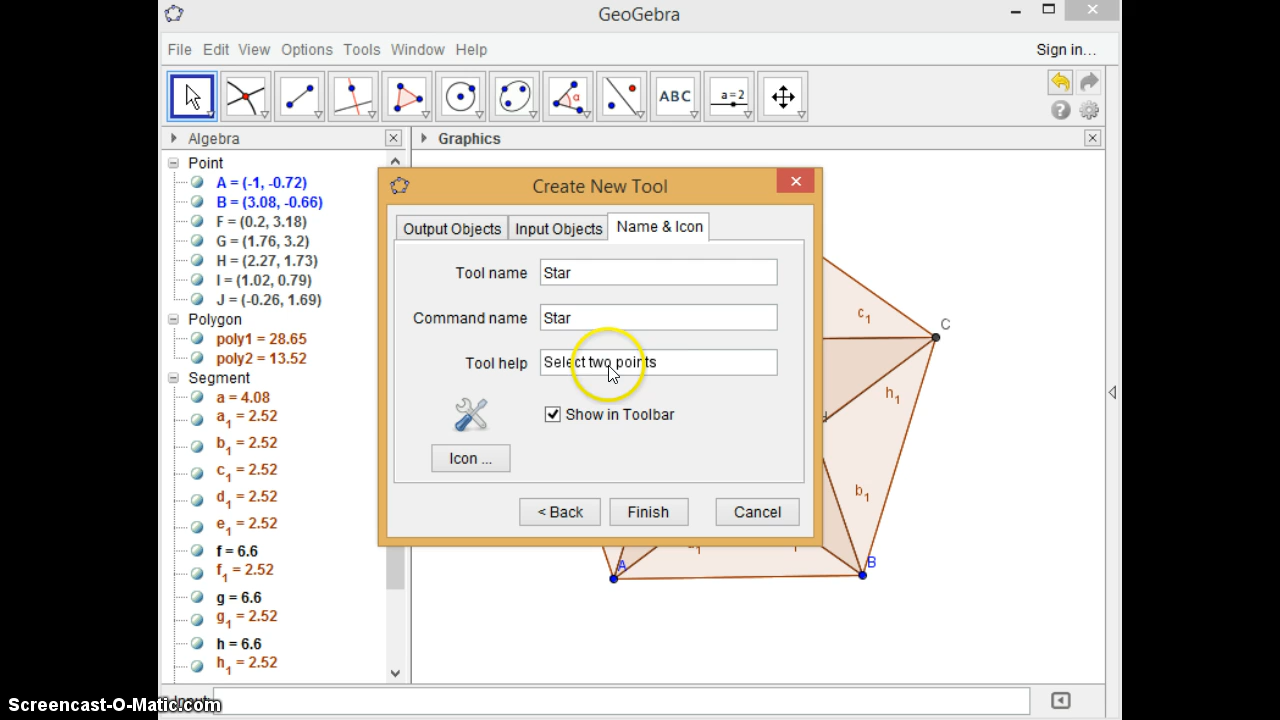 GeoGebra
File Edit View Options Tools Window Help Sign in...
ABC
a=2
α
Algebra
Graphics
Point
A = (-1, -0.72)
B = (3.08, -0.66)
F = (0.2, 3.18)
G = (1.76, 3.2)
H = (2.27, 1.73)
I = (1.02, 0.79)
J = (-0.26, 1.69)
Polygon
poly1 = 28.65
poly2 = 13.52
Segment
a = 4.08
a1 = 2.52
b1 = 2.52
c1 = 2.52
d1 = 2.52
e1 = 2.52
f = 6.6
f1 = 2.52
g = 6.6
g1 = 2.52
h = 6.6
h1 = 2.52
Create New Tool
Output Objects Input Objects Name & Icon
Tool name Star
Command name Star
Tool help Select two points
Show in Toolbar
Icon ...
< Back Finish Cancel
c1
C
h1
b1
A
B
Screencast-O-Matic.com